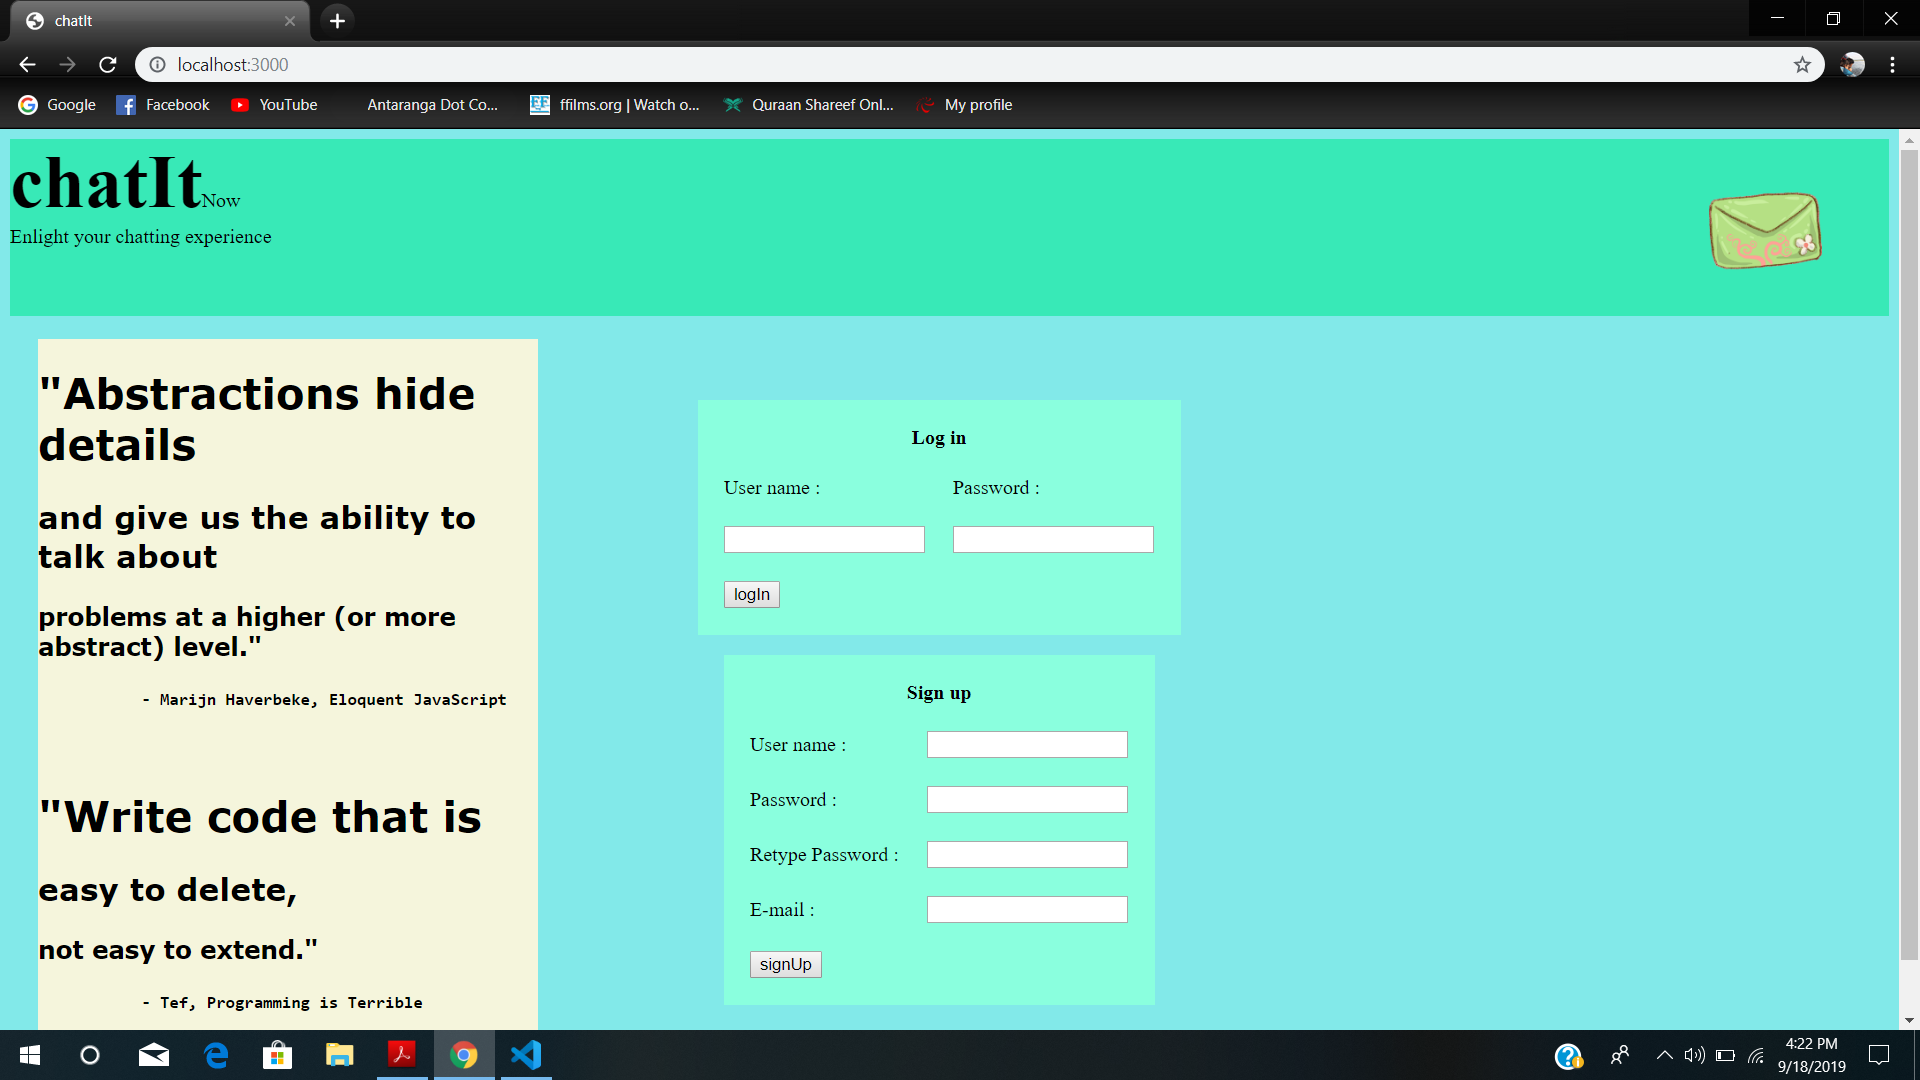 chatIt
localhost:3000
Google Facebook YouTube Antaranga Dot Co... ffilms.org | Watch o... Quraan Shareef Onl... My profile
chatItNow
Enlight your chatting experience
"Abstractions hide
details
and give us the ability to
talk about
problems at a higher (or more
abstract) level."
- Marijn Haverbeke, Eloquent JavaScript
"Write code that is
easy to delete,
not easy to extend."
- Tef, Programming is Terrible
Log in
User name : Password :
logIn
Sign up
User name :
Password :
Retype Password :
E-mail :
signUp
4:22 PM
9/18/2019